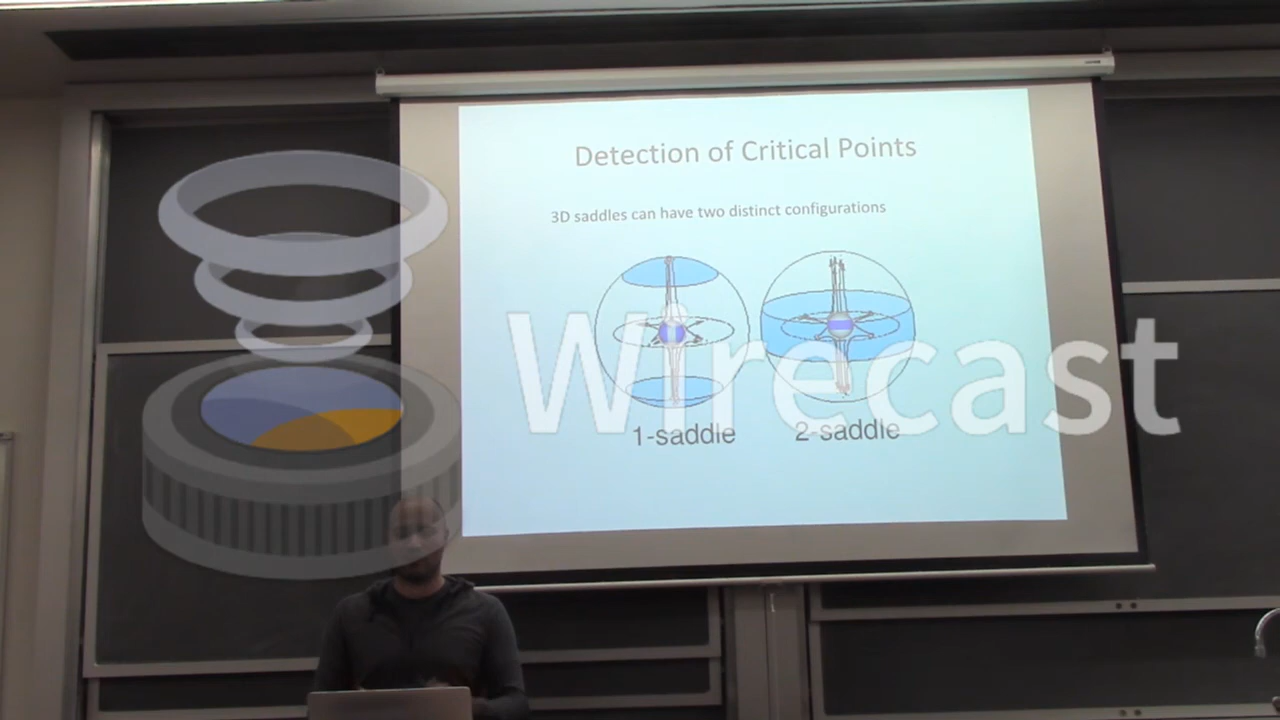 Detection of Critical Points
3D saddles can have two distinct configurations
Wirecast
1-saddle
2-saddle